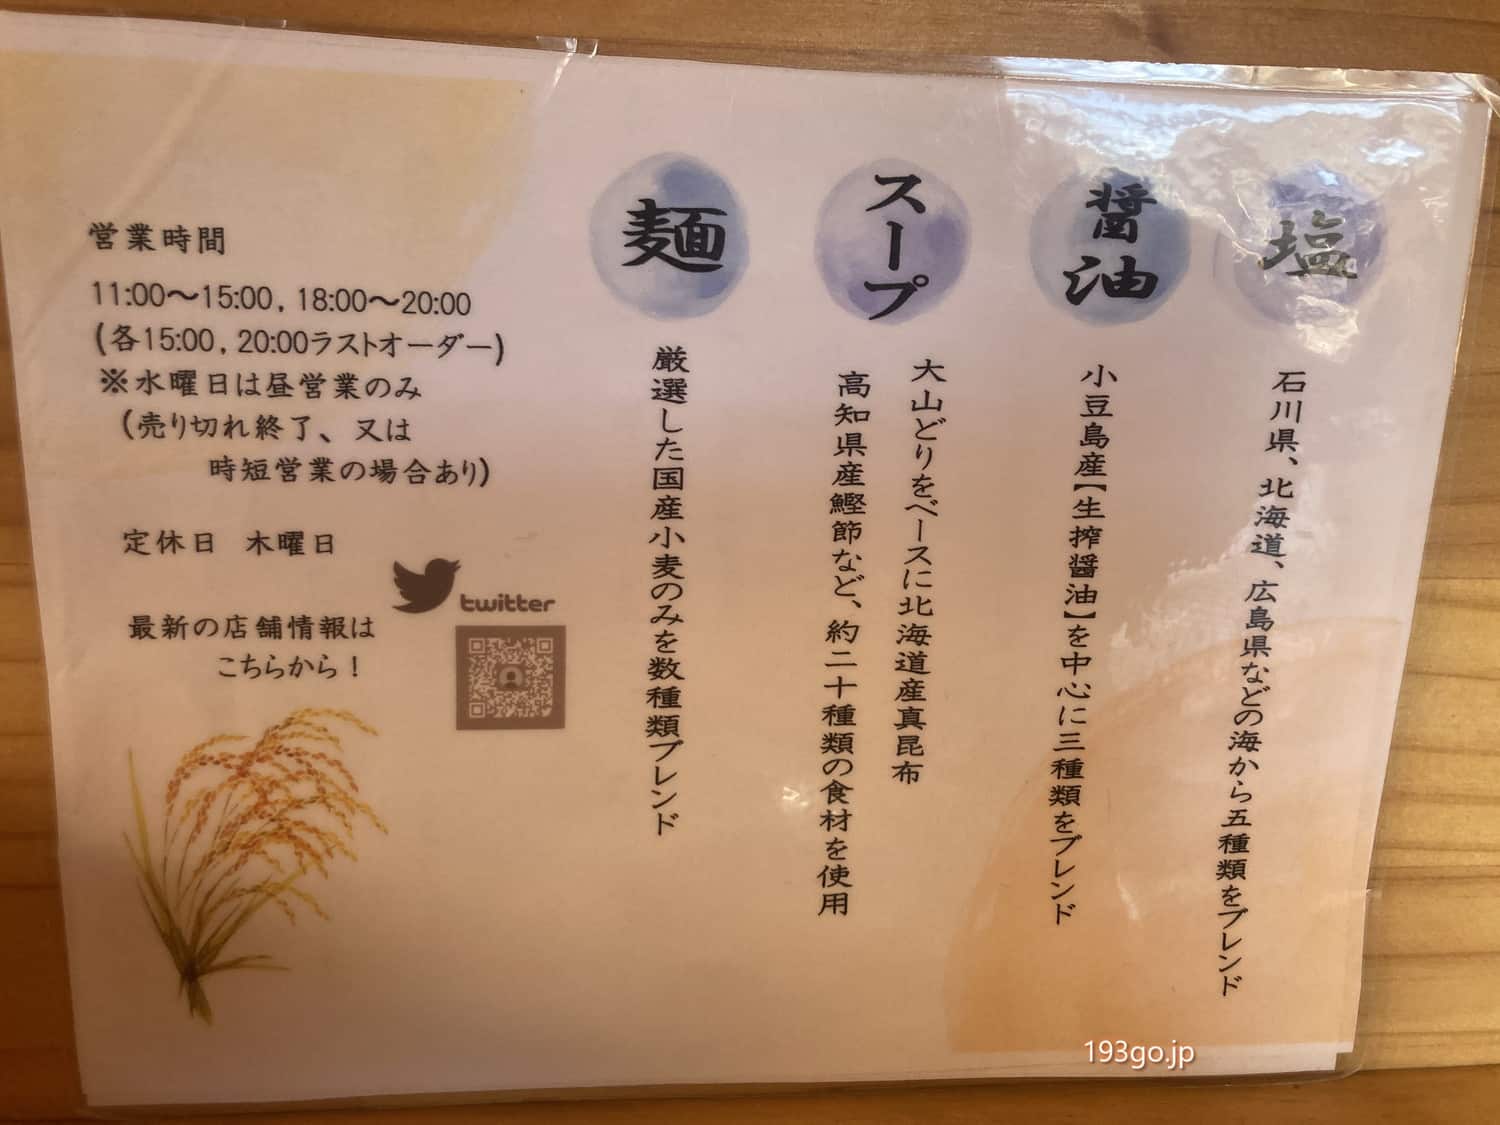 塩
石川県、北海道、広島県などの海から五種類をブレンド
醤油
小豆島産【生搾醤油】を中心に三種類をブレンド
スープ
大山どりをベースに北海道産真昆布
高知県産鰹節など、約二十種類の食材を使用
麺
厳選した国産小麦のみを数種類ブレンド
営業時間
11:00〜15:00, 18:00〜20:00
(各15:00, 20:00ラストオーダー)
※水曜日は昼営業のみ
(売り切れ終了、又は
時短営業の場合あり)
定休日 木曜日
twitter
最新の店舗情報は
こちらから！
193go.jp